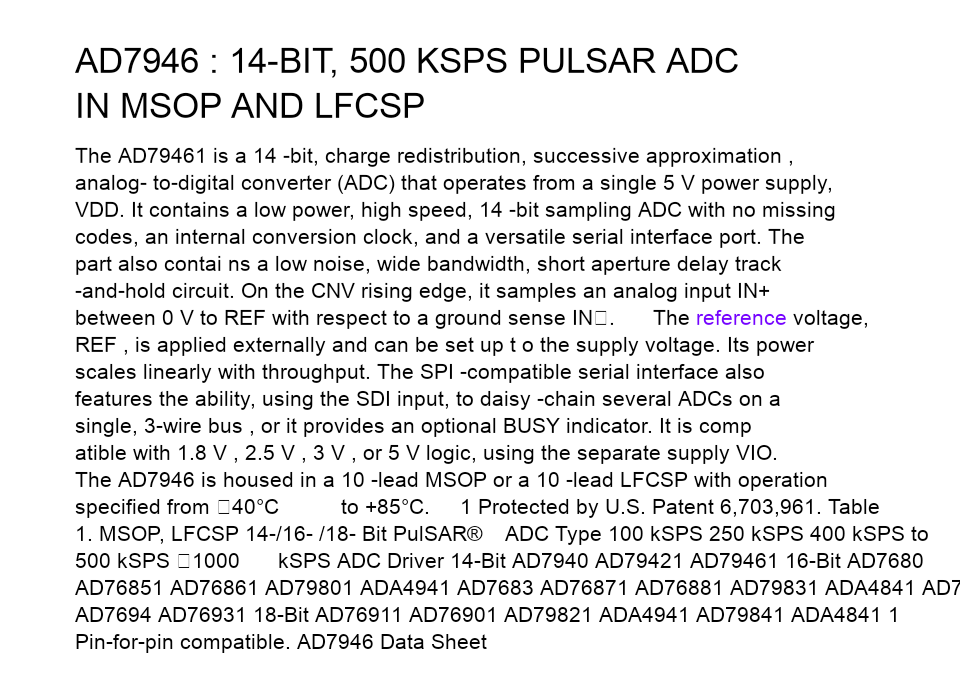 AD7946 : 14-BIT, 500 KSPS PULSAR ADC
IN MSOP AND LFCSP
The AD79461 is a 14 -bit, charge redistribution, successive approximation ,
analog- to-digital converter (ADC) that operates from a single 5 V power supply,
VDD. It contains a low power, high speed, 14 -bit sampling ADC with no missing
codes, an internal conversion clock, and a versatile serial interface port. The
part also contai ns a low noise, wide bandwidth, short aperture delay track
-and-hold circuit. On the CNV rising edge, it samples an analog input IN+
between 0 V to REF with respect to a ground sense IN□. The reference voltage,
REF , is applied externally and can be set up t o the supply voltage. Its power
scales linearly with throughput. The SPI -compatible serial interface also
features the ability, using the SDI input, to daisy -chain several ADCs on a
single, 3-wire bus , or it provides an optional BUSY indicator. It is comp
atible with 1.8 V , 2.5 V , 3 V , or 5 V logic, using the separate supply VIO.
The AD7946 is housed in a 10 -lead MSOP or a 10 -lead LFCSP with operation
specified from □40°C to +85°C. 1 Protected by U.S. Patent 6,703,961. Table
1. MSOP, LFCSP 14-/16- /18- Bit PulSAR® ADC Type 100 kSPS 250 kSPS 400 kSPS to
500 kSPS □1000 kSPS ADC Driver 14-Bit AD7940 AD79421 AD79461 16-Bit AD7680
AD76851 AD76861 AD79801 ADA4941 AD7683 AD76871 AD76881 AD79831 ADA4841 AD7
AD7694 AD76931 18-Bit AD76911 AD76901 AD79821 ADA4941 AD79841 ADA4841 1
Pin-for-pin compatible. AD7946 Data Sheet